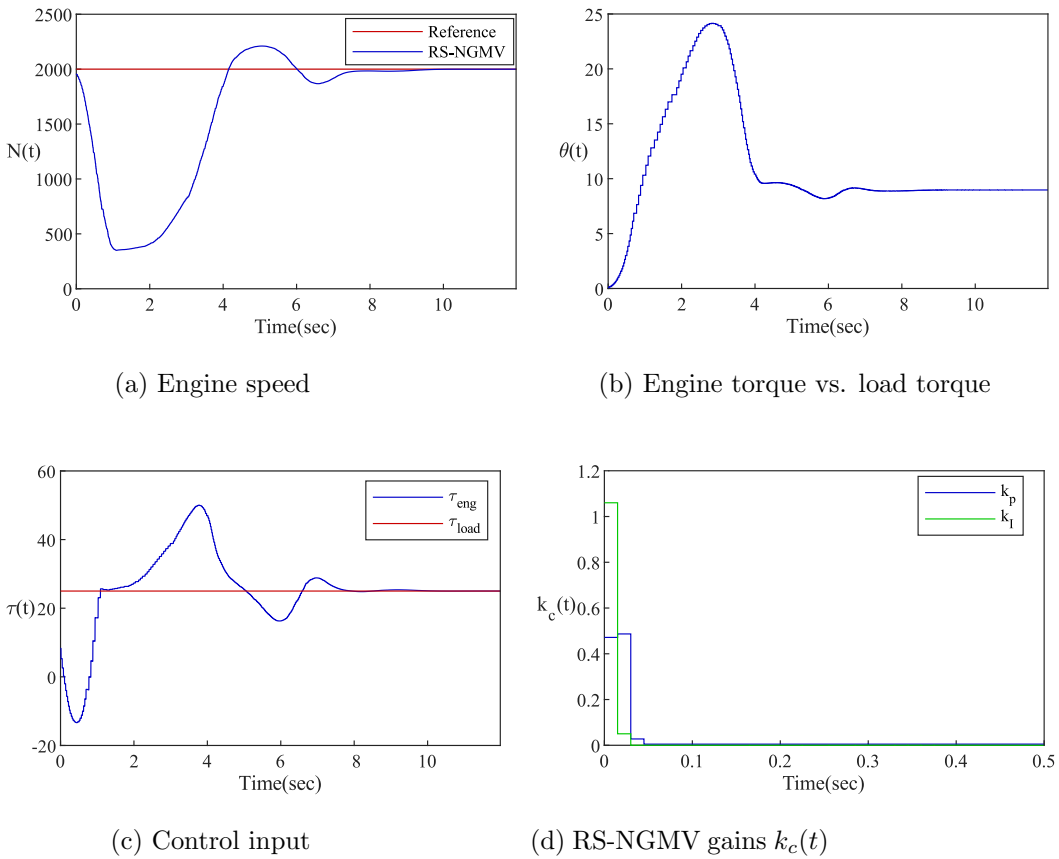 2500
2000
1500
N(t)
1000
500
0
0 2 4 6 8 10
Time(sec)
Reference
RS-NGMV
(a) Engine speed
25
20
15
θ(t)
10
5
0
0 2 4 6 8 10
Time(sec)
(b) Engine torque vs. load torque
60
40
τ(t)
20
0
-20
0 2 4 6 8 10
Time(sec)
τ_eng
τ_load
(c) Control input
1.2
1
0.8
0.6
k_c(t)
0.4
0.2
0
0 0.1 0.2 0.3 0.4 0.5
Time(sec)
k_p
k_I
(d) RS-NGMV gains k_c(t)